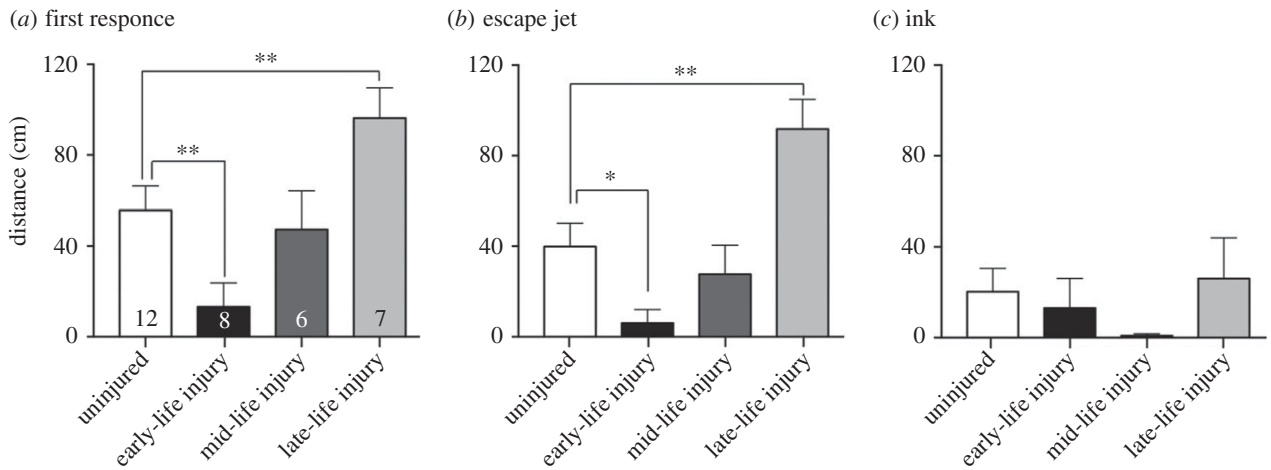 (a) first responce
(b) escape jet
(c) ink
distance (cm)
120
80
40
0
**
**
12
8
6
7
uninjured
early-life injury
mid-life injury
late-life injury
120
80
40
0
**
*
uninjured
early-life injury
mid-life injury
late-life injury
120
80
40
0
uninjured
early-life injury
mid-life injury
late-life injury